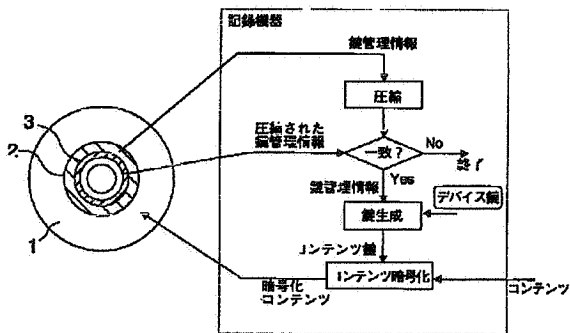 記録機器
鍵管理情報
圧縮
圧縮された
鍵管理情報
一致?
No
終了
Yes
鍵管理情報
デバイス鍵
鍵生成
コンテンツ鍵
コンテンツ暗号化
暗号化
コンテンツ
コンテンツ
3
2
1